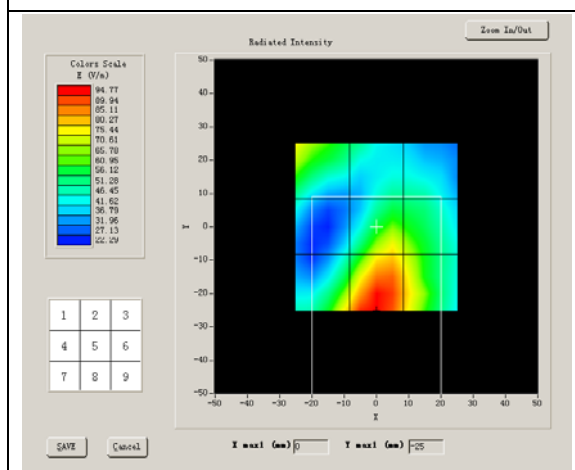 Zoom In/Out
Radiated Intensity
Colors Scale
E (V/m)
94.77
89.94
85.11
80.27
75.44
70.61
65.78
60.95
56.12
51.28
46.45
41.62
36.79
31.96
27.13
22.29
50
40
30
20
10
Y
0
-10
-20
-30
-40
-50
-50 -40 -30 -20 -10 0 10 20 30 40 50
X
1 2 3
4 5 6
7 8 9
SAVE
Cancel
X max1 (mm) 0
Y max1 (mm) -25